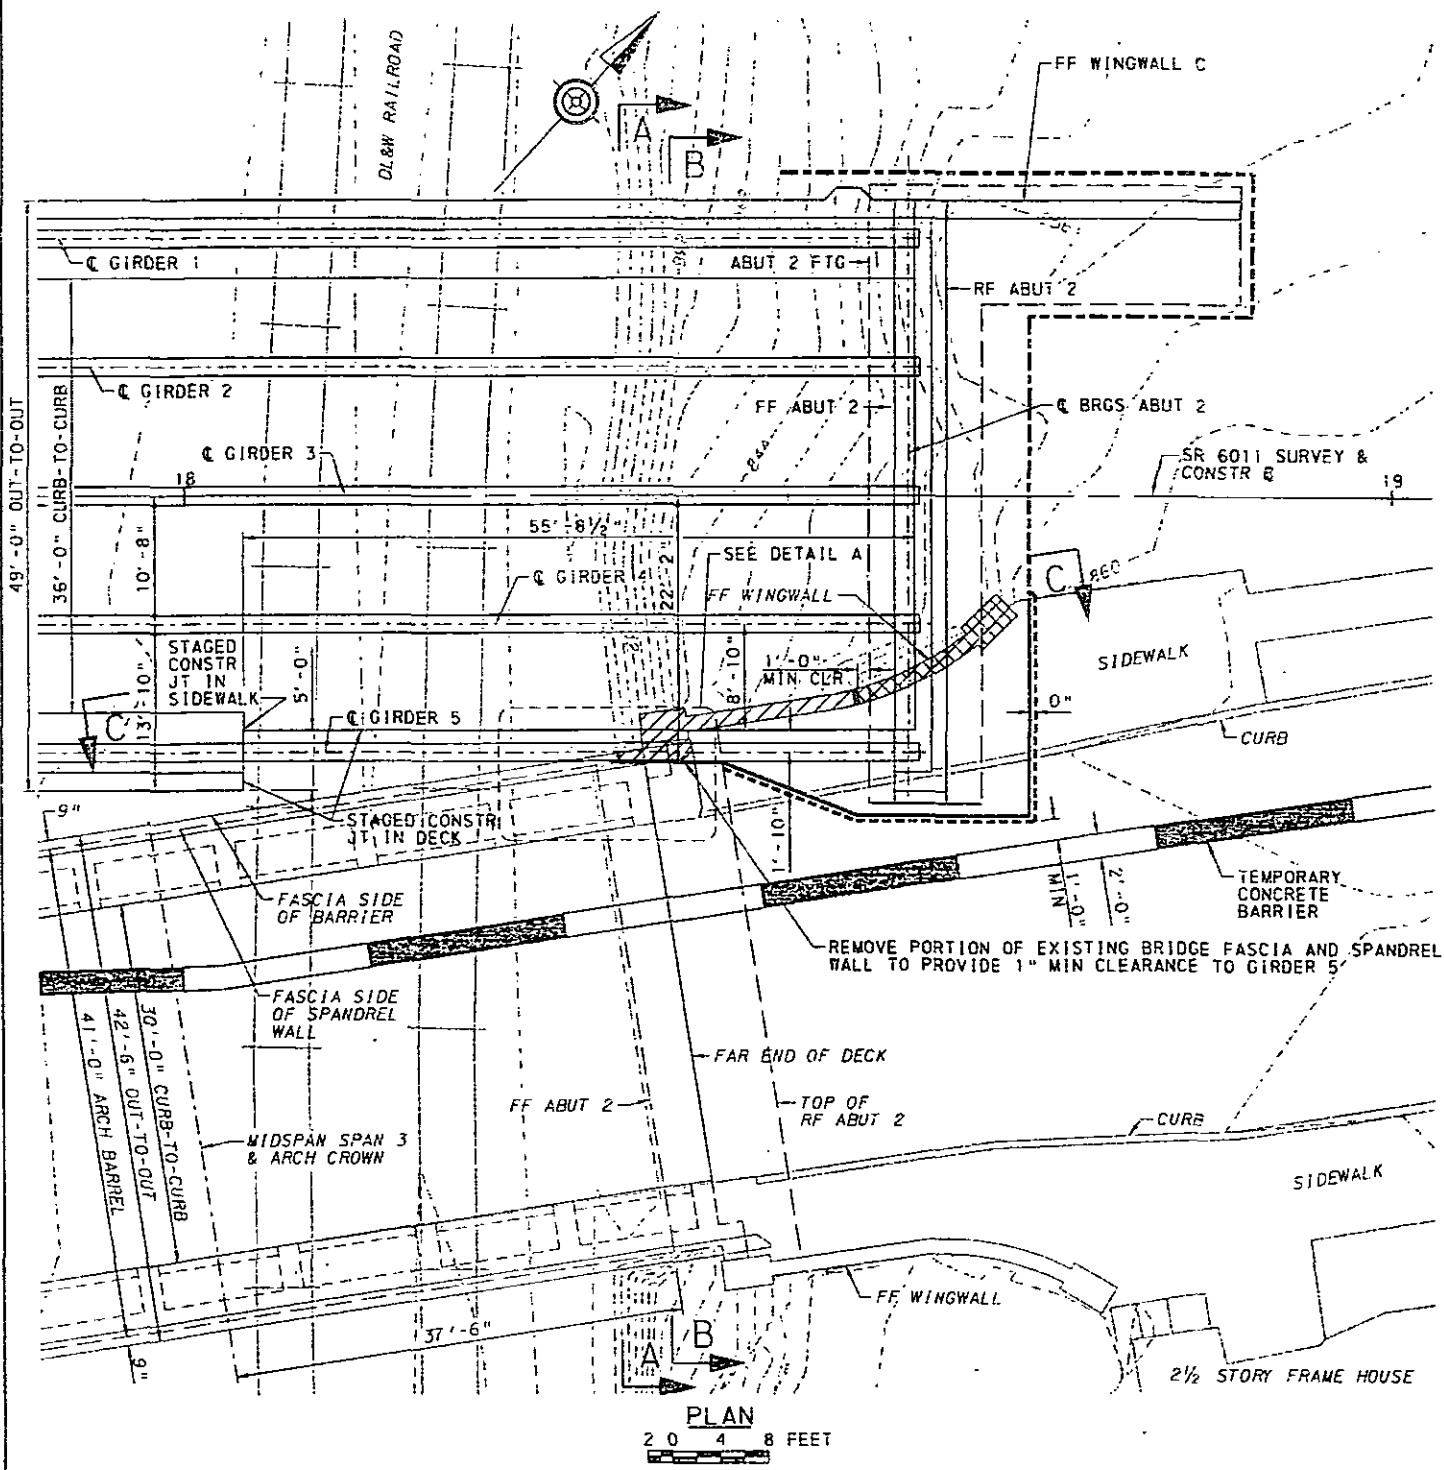 DL&W RAILROAD
A
B
FF WINGWALL C
℄ GIRDER 1
ABUT 2 FTG
RF ABUT 2
℄ GIRDER 2
FF ABUT 2
℄ BRGS ABUT 2
49'-0" OUT-TO-OUT
36'-0" CURB-TO-CURB
℄ GIRDER 3
18
SR 6011 SURVEY &
CONSTR ℄
19
844
10'-8"
55'-8½"
22'-2"
SEE DETAIL A
℄ GIRDER 4
FF WINGWALL
C
860
STAGED
CONSTR
JT IN
SIDEWALK
5'-0"
1'-0"
MIN CLR.
8'-10"
SIDEWALK
13'-10"
C
℄ GIRDER 5
0"
CURB
9"
STAGED CONSTR
JT IN DECK
1'-10"
FASCIA SIDE
OF BARRIER
1'-0"
MIN
2'-0"
TEMPORARY
CONCRETE
BARRIER
REMOVE PORTION OF EXISTING BRIDGE FASCIA AND SPANDREL
WALL TO PROVIDE 1" MIN CLEARANCE TO GIRDER 5
FASCIA SIDE
OF SPANDREL
WALL
30'-0" CURB-TO-CURB
42'-6" OUT-TO-OUT
41'-0" ARCH BARREL
FAR END OF DECK
FF ABUT 2
TOP OF
RF ABUT 2
CURB
MIDSPAN SPAN 3
& ARCH CROWN
SIDEWALK
FF WINGWALL
37'-6"
B
A
9"
2½ STORY FRAME HOUSE
PLAN
2 0 4 8 FEET